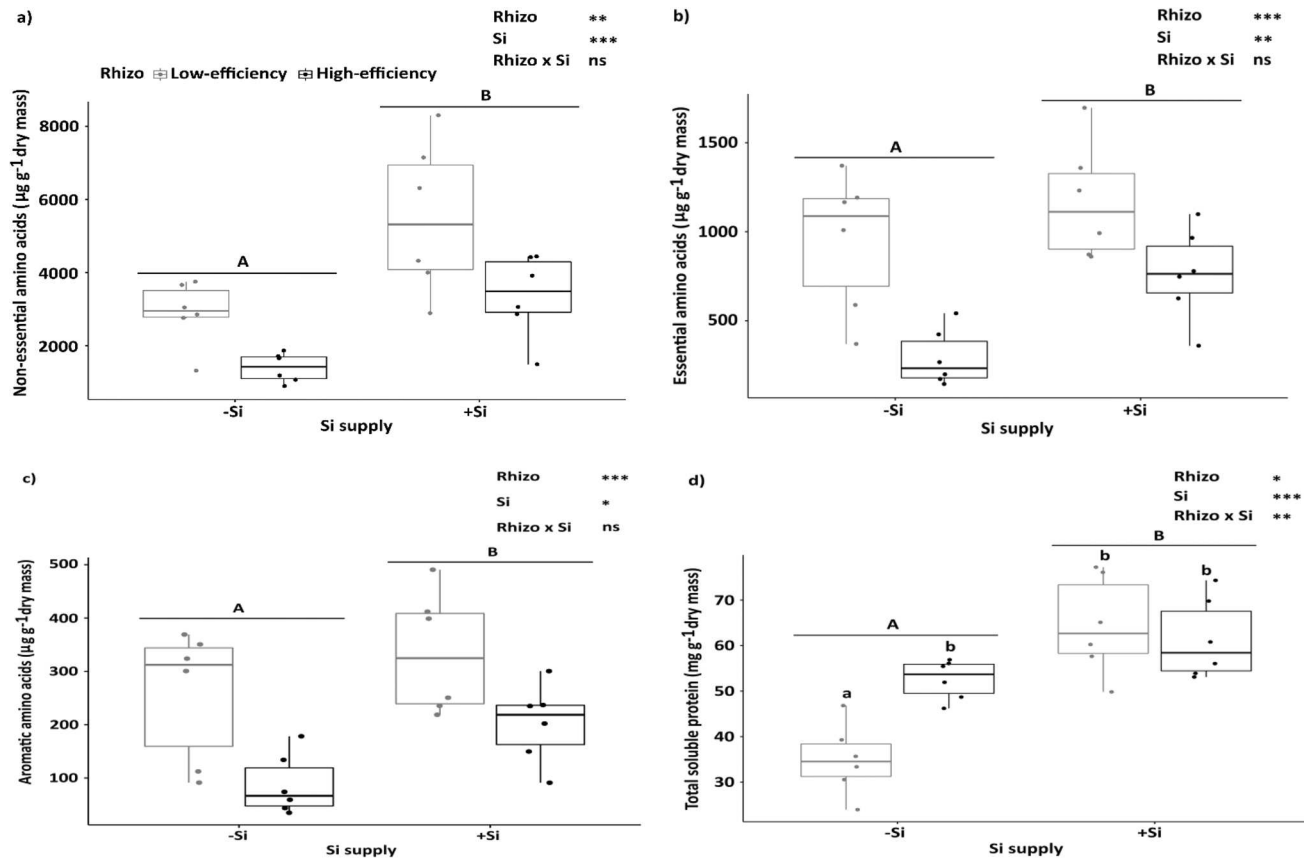 a)
Rhizo **
Si ***
Rhizo x Si ns
Rhizo Low-efficiency High-efficiency
Non-essential amino acids (µg g-1 dry mass)
8000
6000
4000
2000
A
B
-Si
+Si
Si supply
b)
Rhizo ***
Si **
Rhizo x Si ns
Essential amino acids (µg g-1 dry mass)
1500
1000
500
A
B
-Si
+Si
Si supply
c)
Rhizo ***
Si *
Rhizo x Si ns
Aromatic amino acids (µg g-1 dry mass)
500
400
300
200
100
A
B
-Si
+Si
Si supply
d)
Rhizo *
Si ***
Rhizo x Si **
Total soluble protein (mg g-1 dry mass)
70
60
50
40
30
A
B
a
b
b
b
-Si
+Si
Si supply